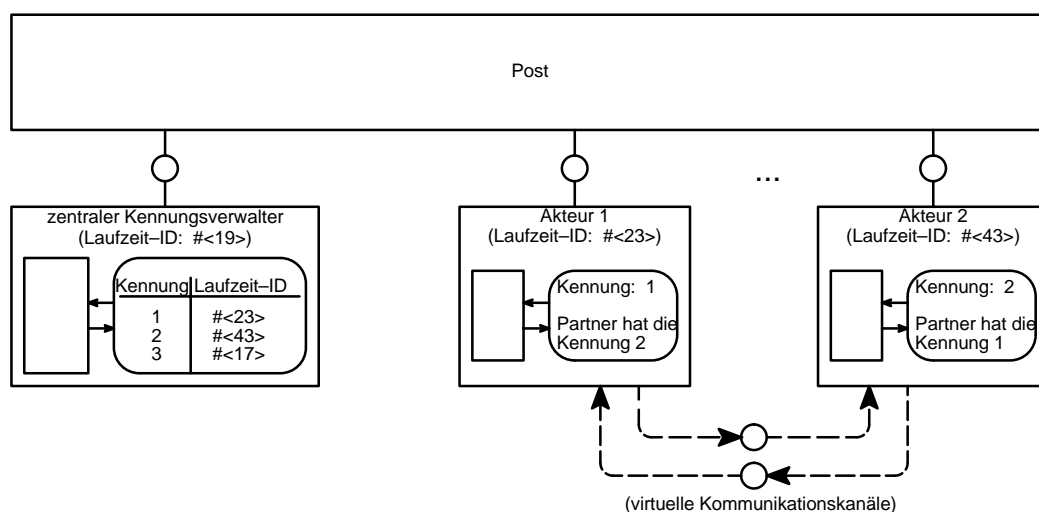 Post
...
zentraler Kennungsverwalter
(Laufzeit–ID: #<19>)
Kennung Laufzeit–ID
1 #<23>
2 #<43>
3 #<17>
Akteur 1
(Laufzeit–ID: #<23>)
Kennung: 1
Partner hat die
Kennung 2
Akteur 2
(Laufzeit–ID: #<43>)
Kennung: 2
Partner hat die
Kennung 1
(virtuelle Kommunikationskanäle)